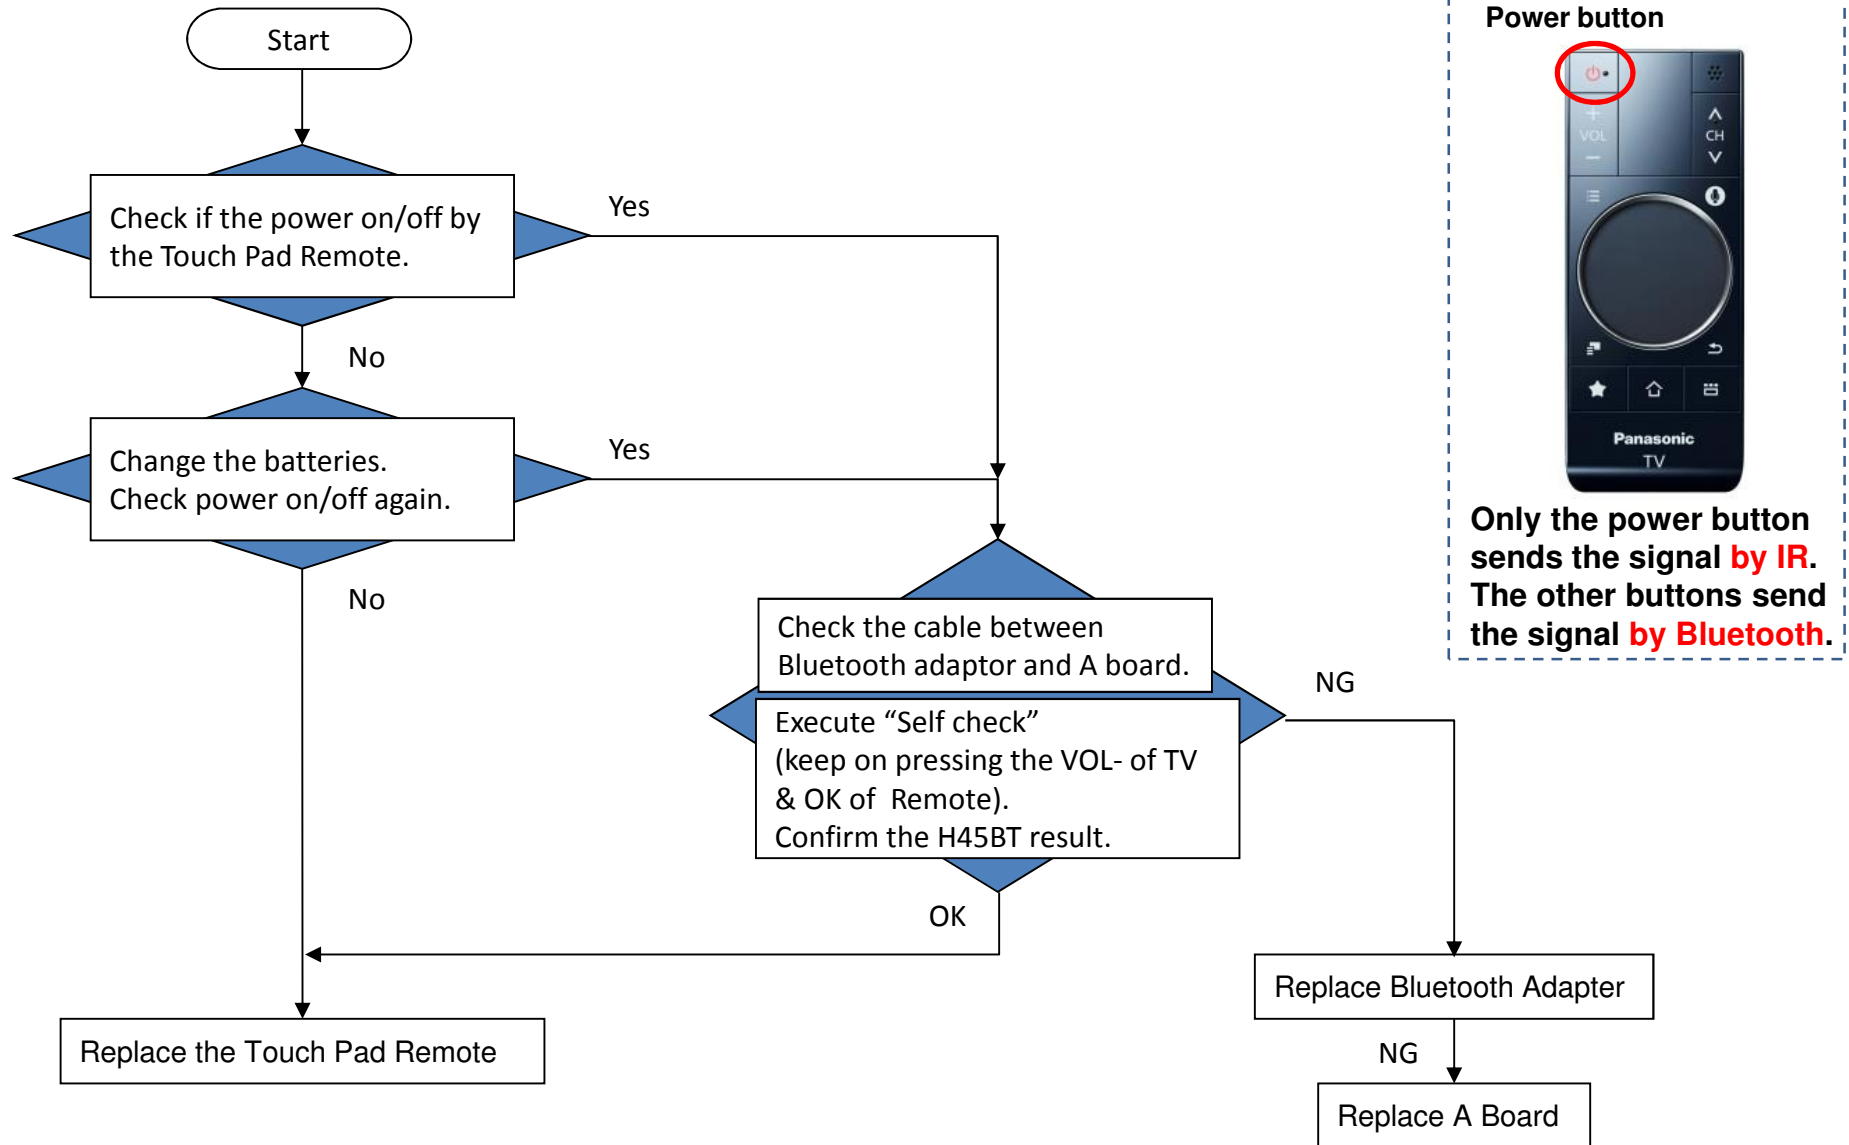 Start
Check if the power on/off by
the Touch Pad Remote.
Yes
No
Change the batteries.
Check power on/off again.
Yes
No
Check the cable between
Bluetooth adaptor and A board.
Execute “Self check”
(keep on pressing the VOL- of TV
& OK of  Remote).
Confirm the H45BT result.
NG
OK
Replace the Touch Pad Remote
Replace Bluetooth Adapter
NG
Replace A Board
Power button
+
VOL
−
CH
Panasonic
TV
Only the power button
sends the signal by IR.
The other buttons send
the signal by Bluetooth.